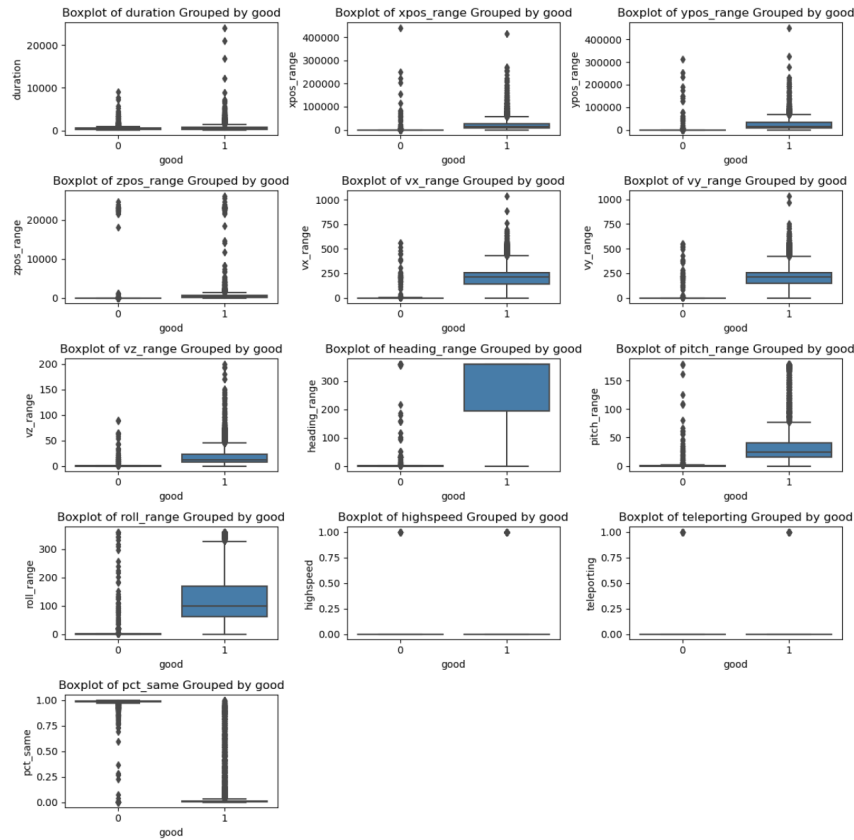 Boxplot of duration Grouped by good
Boxplot of xpos_range Grouped by good
Boxplot of ypos_range Grouped by good
20000
10000
0
duration
0 1
good
400000
300000
200000
100000
0
xpos_range
0 1
good
400000
300000
200000
100000
0
ypos_range
0 1
good
Boxplot of zpos_range Grouped by good
Boxplot of vx_range Grouped by good
Boxplot of vy_range Grouped by good
20000
10000
0
zpos_range
0 1
good
1000
750
500
250
0
vx_range
0 1
good
1000
750
500
250
0
vy_range
0 1
good
Boxplot of vz_range Grouped by good
Boxplot of heading_range Grouped by good
Boxplot of pitch_range Grouped by good
200
150
100
50
0
vz_range
0 1
good
300
200
100
0
heading_range
0 1
good
150
100
50
0
pitch_range
0 1
good
Boxplot of roll_range Grouped by good
Boxplot of highspeed Grouped by good
Boxplot of teleporting Grouped by good
300
200
100
0
roll_range
0 1
good
1.00
0.75
0.50
0.25
0.00
highspeed
0 1
good
1.00
0.75
0.50
0.25
0.00
teleporting
0 1
good
Boxplot of pct_same Grouped by good
1.00
0.75
0.50
0.25
0.00
pct_same
0 1
good